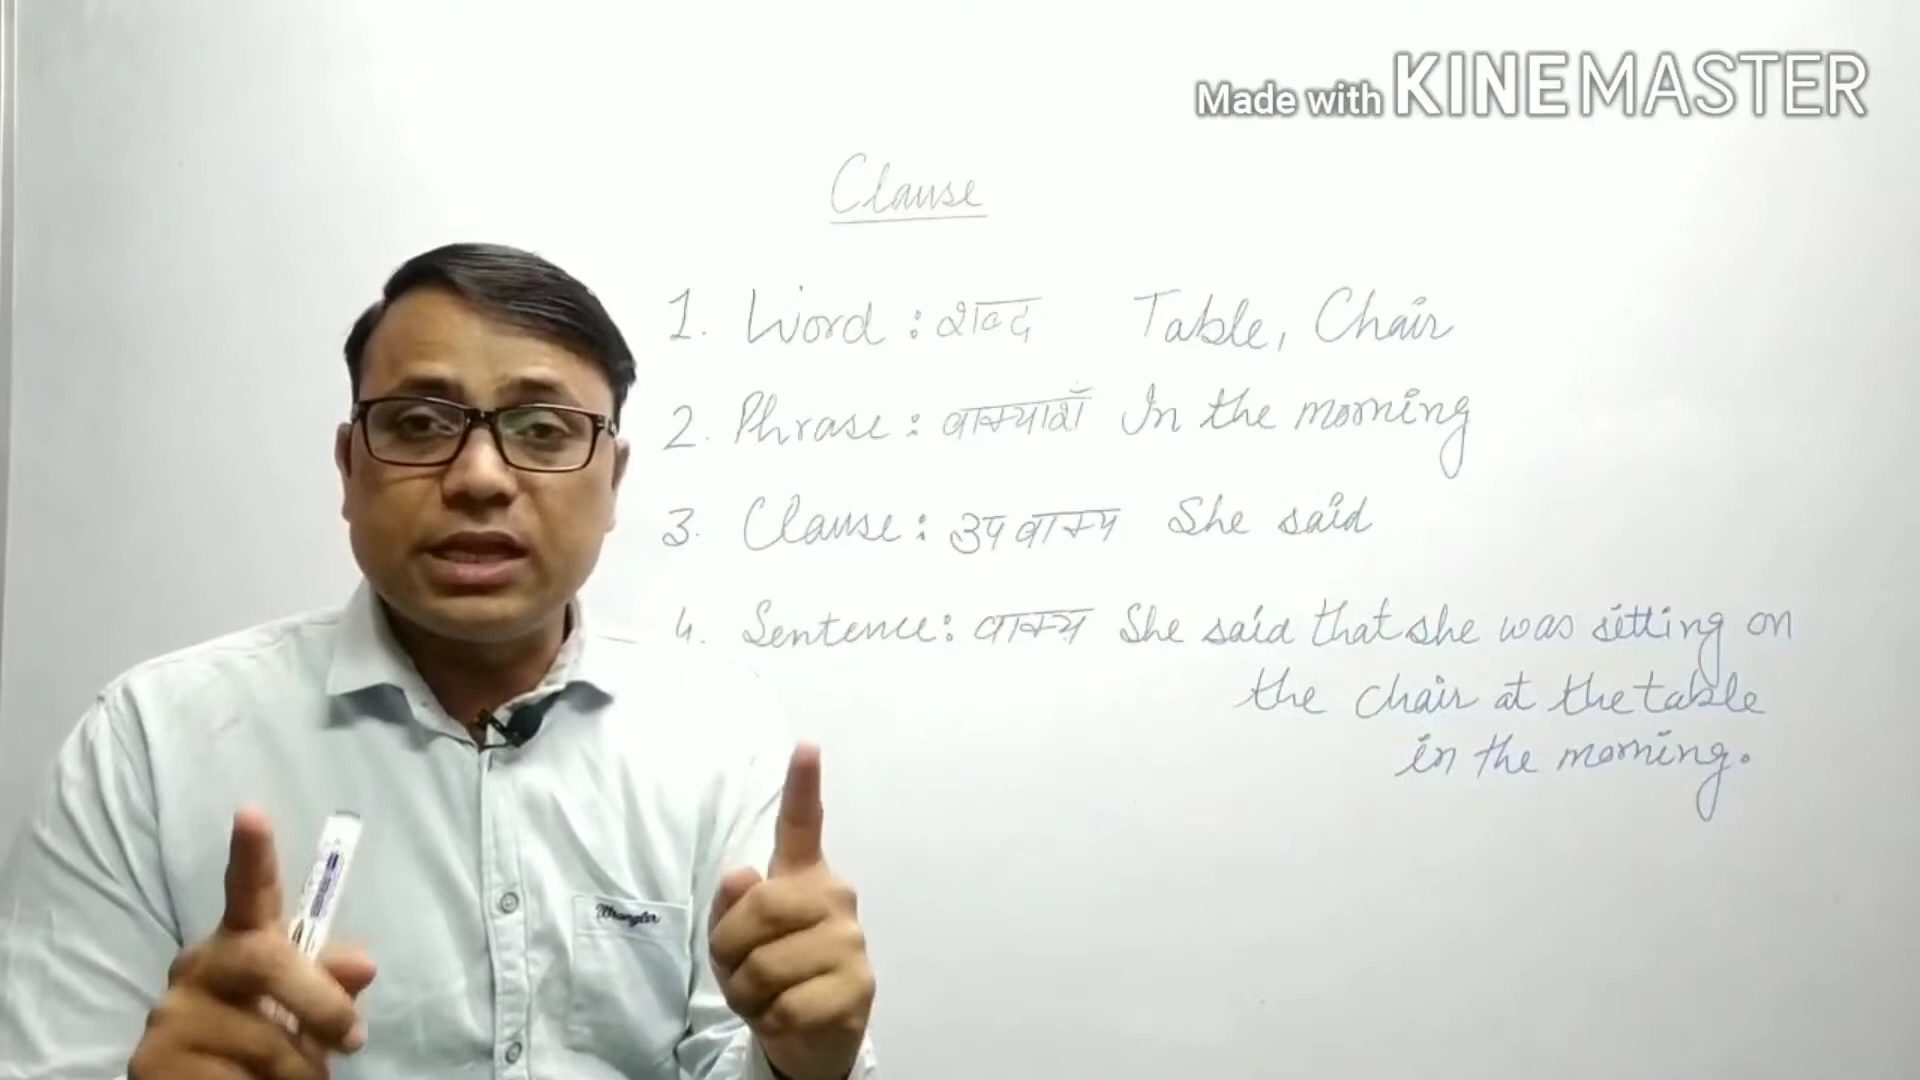 Made with KINEMASTER
Clause
1. Word : शब्द Table, Chair
2. Phrase : वाक्यांश In the morning
3. Clause : उपवाक्य She said
4. Sentence : वाक्य She said that she was sitting on
the chair at the table
in the morning.
Wrangler